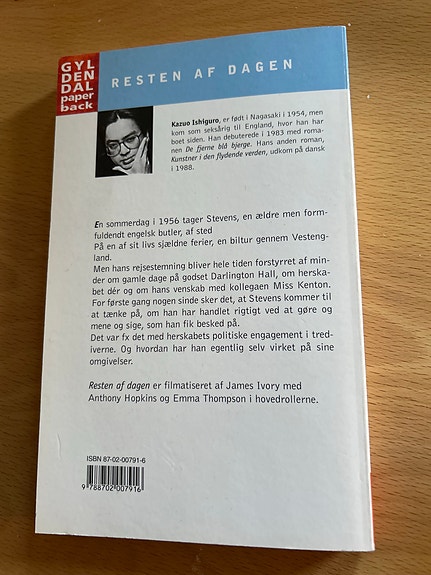 GYL
DEN
DAL
paper
back
RESTEN AF DAGEN
Kazuo Ishiguro, er født i Nagasaki i 1954, men
kom som seksårig til England, hvor han har
boet siden. Han debuterede i 1983 med roma-
nen De fjerne blå bjerge. Hans anden roman,
Kunstner i den flydende verden, udkom på dansk
i 1988.
En sommerdag i 1956 tager Stevens, en ældre men form-
fuldendt engelsk butler, af sted
På en af sit livs sjældne ferier, en biltur gennem Vesteng-
land.
Men hans rejsestemning bliver hele tiden forstyrret af min-
der om gamle dage på godset Darlington Hall, om herska-
bet dér og om hans venskab med kollegaen Miss Kenton.
For første gang nogen sinde sker det, at Stevens kommer til
at tænke på, om han har handlet rigtigt ved at gøre og
mene og sige, som han fik besked på.
Det var fx det med herskabets politiske engagement i tred-
iverne. Og hvordan har han egentlig selv virket på sine
omgivelser.
Resten af dagen er filmatiseret af James Ivory med
Anthony Hopkins og Emma Thompson i hovedrollerne.
ISBN 87-02-00791-6
9 788702 007916